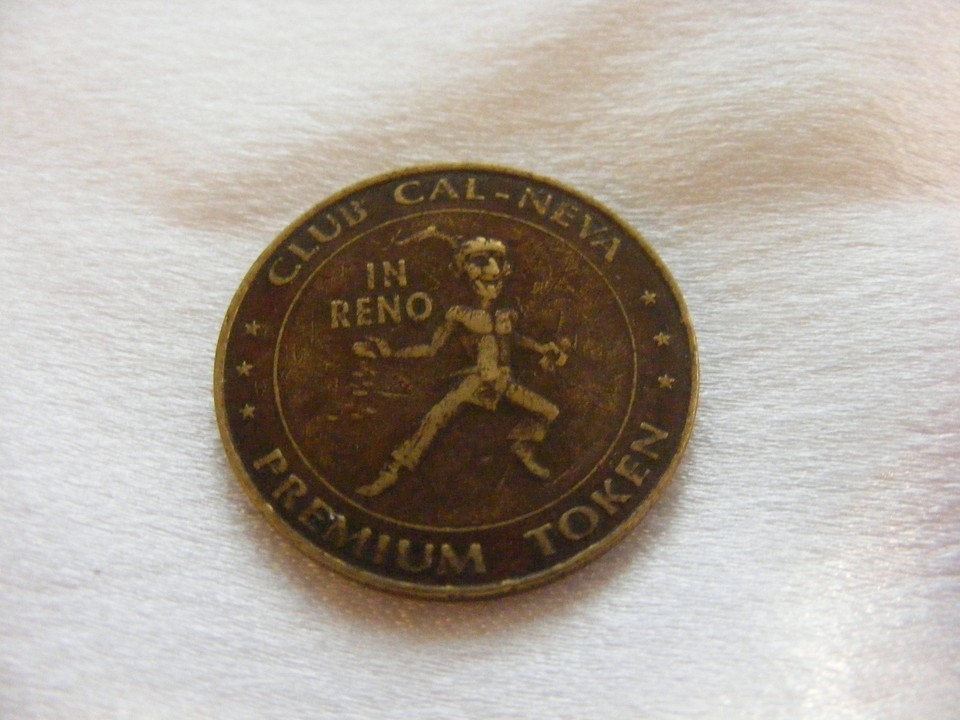 CLUB CAL-NEVA
IN
RENO
PREMIUM TOKEN